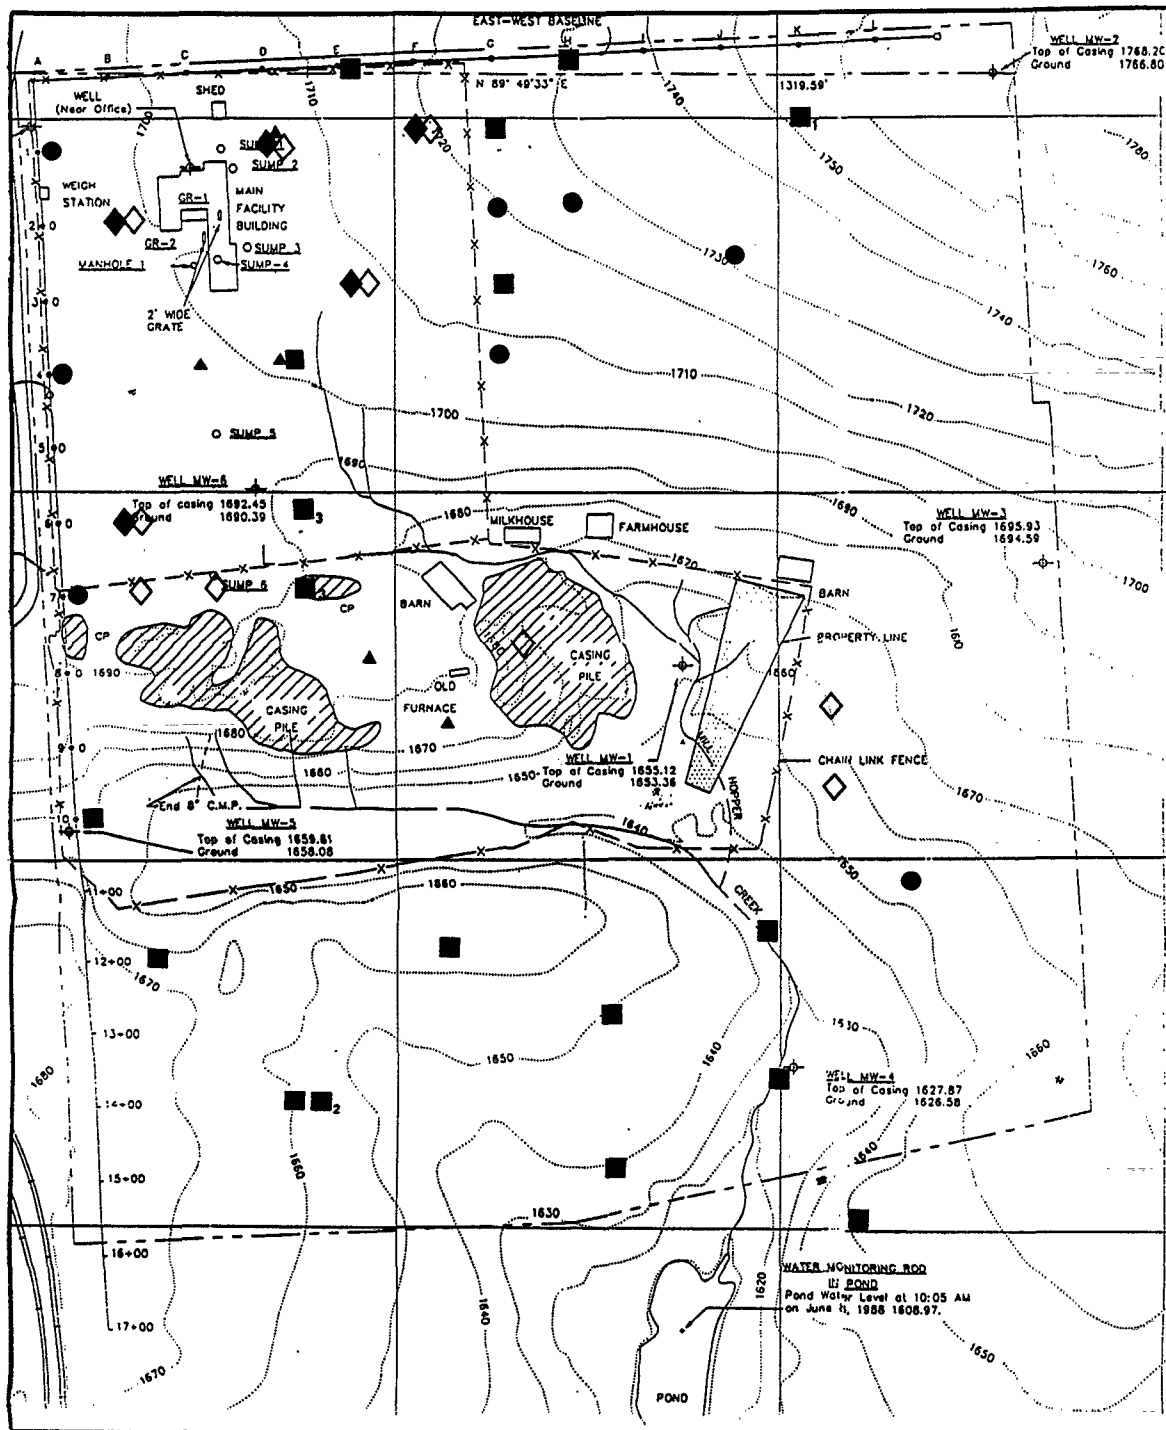 EAST-WEST BASELINE
A B C D E F G H I J K L
N 89° 49'33" E
1319.59'
WELL MW-2
Top of Casing 1768.20
Ground 1766.80
WELL
(Near Office)
SHED
1700
1710
1720
1740
1750
1780
1
SUMP 2
WEIGH
STATION
GR-1
MAIN
FACILITY
BUILDING
GR-2
SUMP 3
MANHOLE 1
SUMP-4
2' WIDE
GRATE
1730
1760
1740
1710
1720
1700
SUMP 5
1690
WELL MW-6
Top of casing 1692.45
Ground 1690.39
3
1680
MILKHOUSE
FARMHOUSE
1690
WELL MW-3
Top of Casing 1695.93
Ground 1694.59
1670
1700
SUMP 6
CP
BARN
BARN
CP
PROPERTY LINE
1690
CASING
PILE
1660
OLD
FURNACE
CASING
PILE
1680
1670
1660
1650
WELL MW-1
Top of Casing 1655.12
Ground 1653.36
CHAIN LINK FENCE
HOPPER
1670
End 8" C.M.P.
WELL MW-5
Top of Casing 1659.81
Ground 1658.08
1640
1650
1650
1660
CREEK
12+00
1670
13+00
1650
1640
1660
1680
WELL MW-4
Top of Casing 1627.87
Ground 1626.58
14+00
2
1660
1640
15+00
1630
16+00
WATER MONITORING ROD
IN POND
Pond Water Level at 10:05 AM
on June 11, 1988 1608.97.
1620
1640
17+00
1650
1670
POND